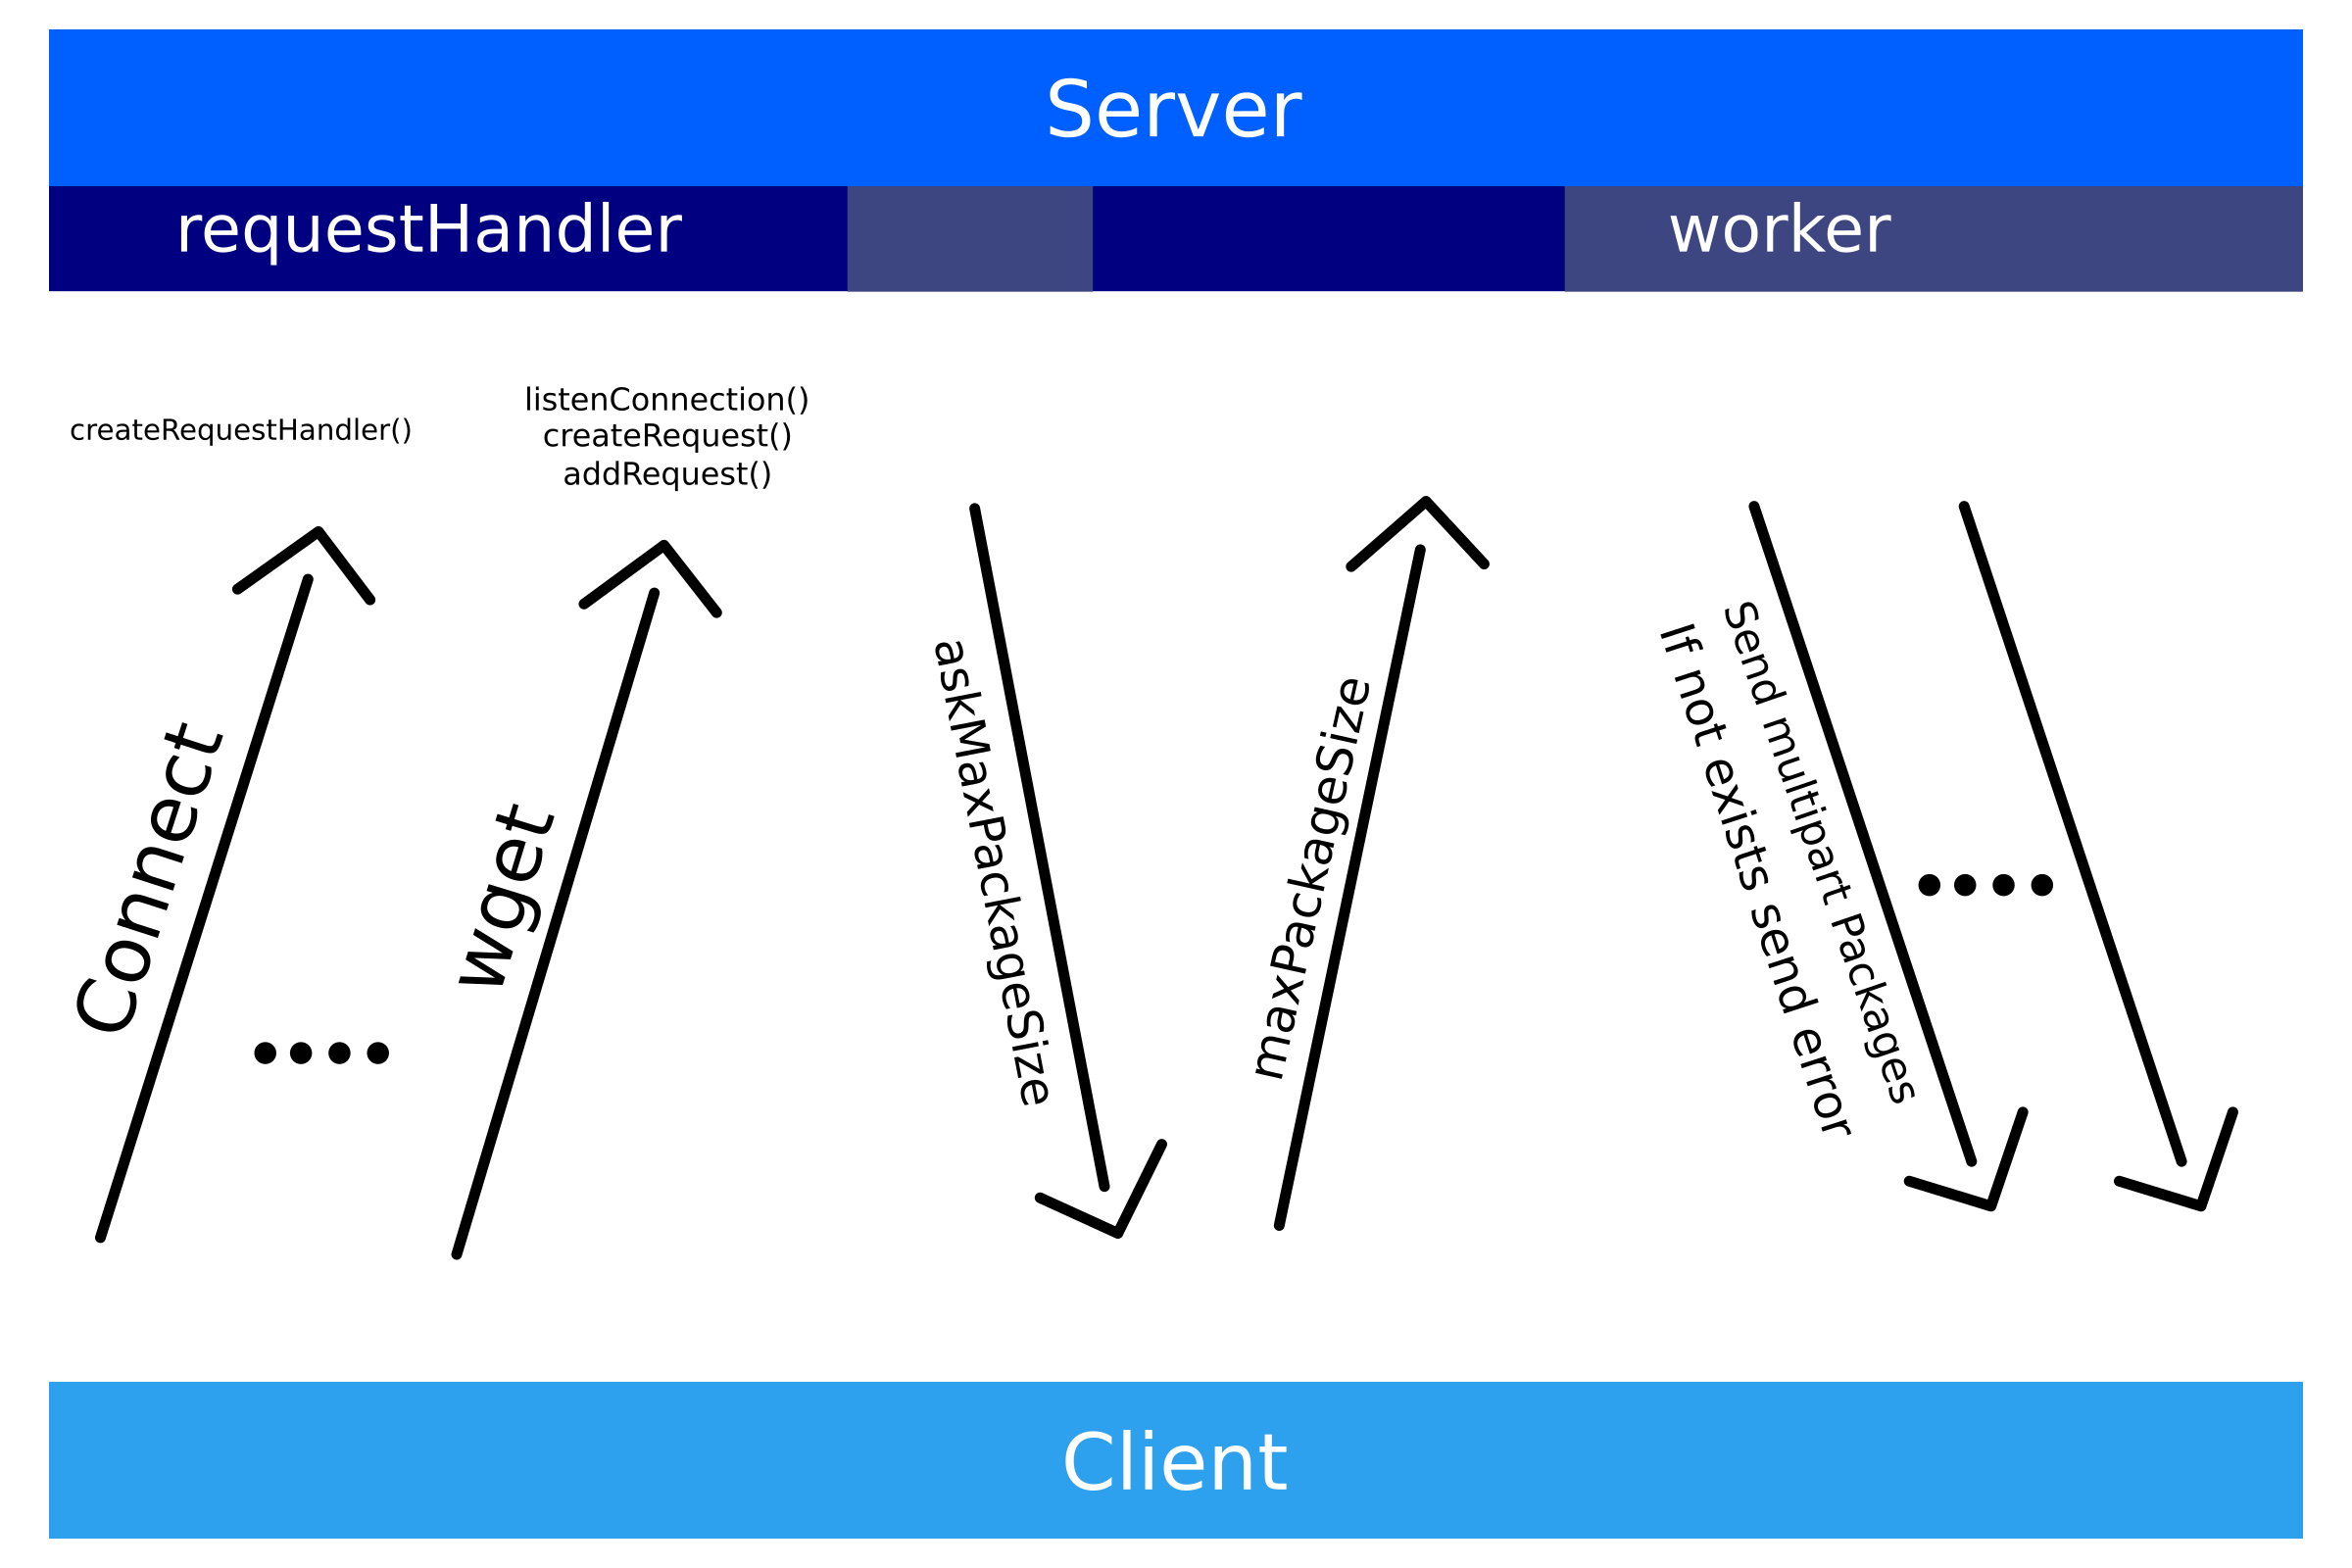 Server
requestHandler
worker
createRequestHandler()
listenConnection()
createRequest()
addRequest()
Connect
wget
askMaxPackageSize
maxPackageSize
If not exists send error
send multipart Packages
Client